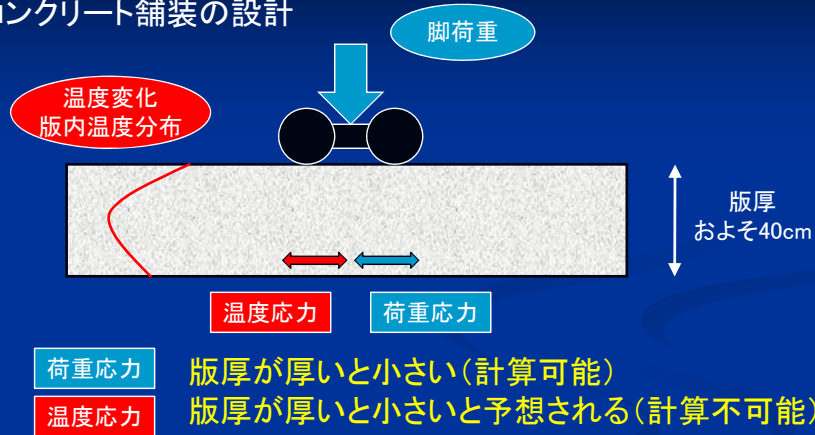 コンクリート舗装の設計
脚荷重
温度変化
版内温度分布
版厚
およそ40cm
温度応力
荷重応力
荷重応力
版厚が厚いと小さい（計算可能）
温度応力
版厚が厚いと小さいと予想される（計算不可能）